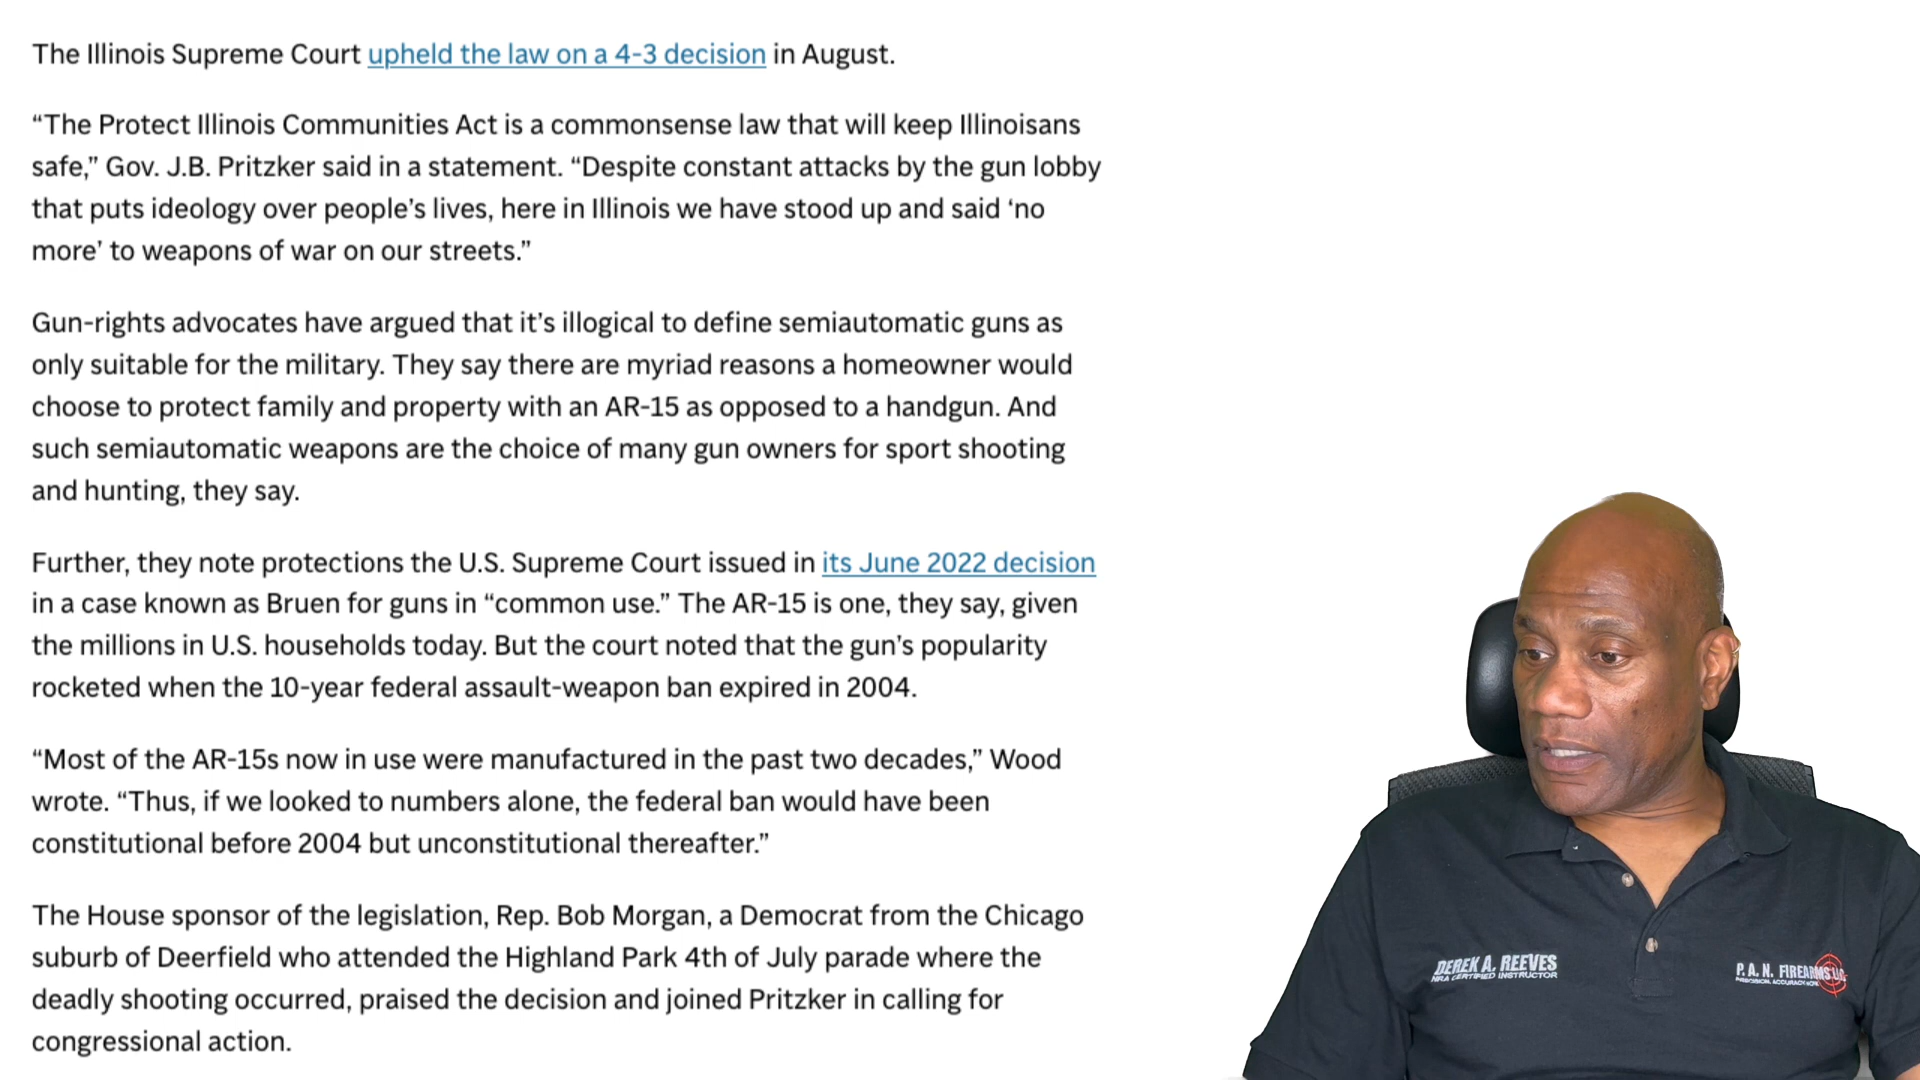 The Illinois Supreme Court upheld the law on a 4-3 decision in August.
“The Protect Illinois Communities Act is a commonsense law that will keep Illinoisans
safe,” Gov. J.B. Pritzker said in a statement. “Despite constant attacks by the gun lobby
that puts ideology over people’s lives, here in Illinois we have stood up and said ‘no
more’ to weapons of war on our streets.”
Gun-rights advocates have argued that it’s illogical to define semiautomatic guns as
only suitable for the military. They say there are myriad reasons a homeowner would
choose to protect family and property with an AR-15 as opposed to a handgun. And
such semiautomatic weapons are the choice of many gun owners for sport shooting
and hunting, they say.
Further, they note protections the U.S. Supreme Court issued in its June 2022 decision
in a case known as Bruen for guns in “common use.” The AR-15 is one, they say, given
the millions in U.S. households today. But the court noted that the gun’s popularity
rocketed when the 10-year federal assault-weapon ban expired in 2004.
“Most of the AR-15s now in use were manufactured in the past two decades,” Wood
wrote. “Thus, if we looked to numbers alone, the federal ban would have been
constitutional before 2004 but unconstitutional thereafter.”
The House sponsor of the legislation, Rep. Bob Morgan, a Democrat from the Chicago
suburb of Deerfield who attended the Highland Park 4th of July parade where the
deadly shooting occurred, praised the decision and joined Pritzker in calling for
congressional action.
DEREK A. REEVES
NRA CERTIFIED INSTRUCTOR
P. A. N. FIREARMS
PRECISION, ACCURACY